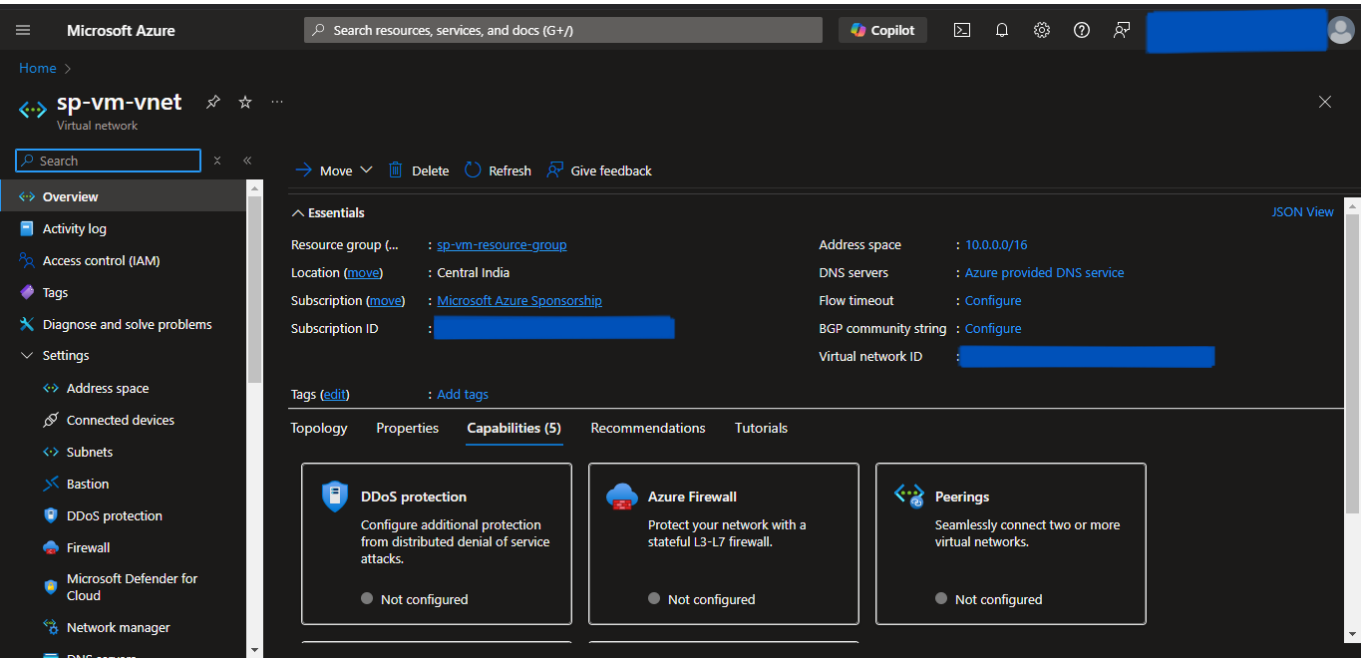 Microsoft Azure
Search resources, services, and docs (G+/)
Copilot
Home >
sp-vm-vnet
Virtual network
Search
Move
Delete
Refresh
Give feedback
Overview
Activity log
Access control (IAM)
Tags
Diagnose and solve problems
Settings
Address space
Connected devices
Subnets
Bastion
DDoS protection
Firewall
Microsoft Defender for
Cloud
Network manager
DNS servers
Essentials
JSON View
Resource group (... : sp-vm-resource-group
Location (move) : Central India
Subscription (move) : Microsoft Azure Sponsorship
Subscription ID :
Address space : 10.0.0.0/16
DNS servers : Azure provided DNS service
Flow timeout : Configure
BGP community string : Configure
Virtual network ID :
Tags (edit) : Add tags
Topology Properties Capabilities (5) Recommendations Tutorials
DDoS protection
Configure additional protection
from distributed denial of service
attacks.
Not configured
Azure Firewall
Protect your network with a
stateful L3-L7 firewall.
Not configured
Peerings
Seamlessly connect two or more
virtual networks.
Not configured